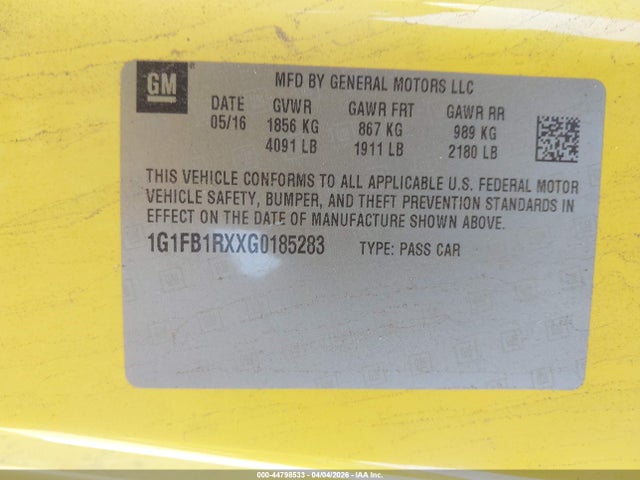 GM
MFD BY GENERAL MOTORS LLC
DATE GVWR GAWR FRT GAWR RR
05/16 1856 KG 867 KG 989 KG
4091 LB 1911 LB 2180 LB
THIS VEHICLE CONFORMS TO ALL APPLICABLE U.S. FEDERAL MOTOR
VEHICLE SAFETY, BUMPER, AND THEFT PREVENTION STANDARDS IN
EFFECT ON THE DATE OF MANUFACTURE SHOWN ABOVE.
1G1FB1RXXG0185283 TYPE: PASS CAR
000-44798533 - 04/04/2026 - IAA Inc.